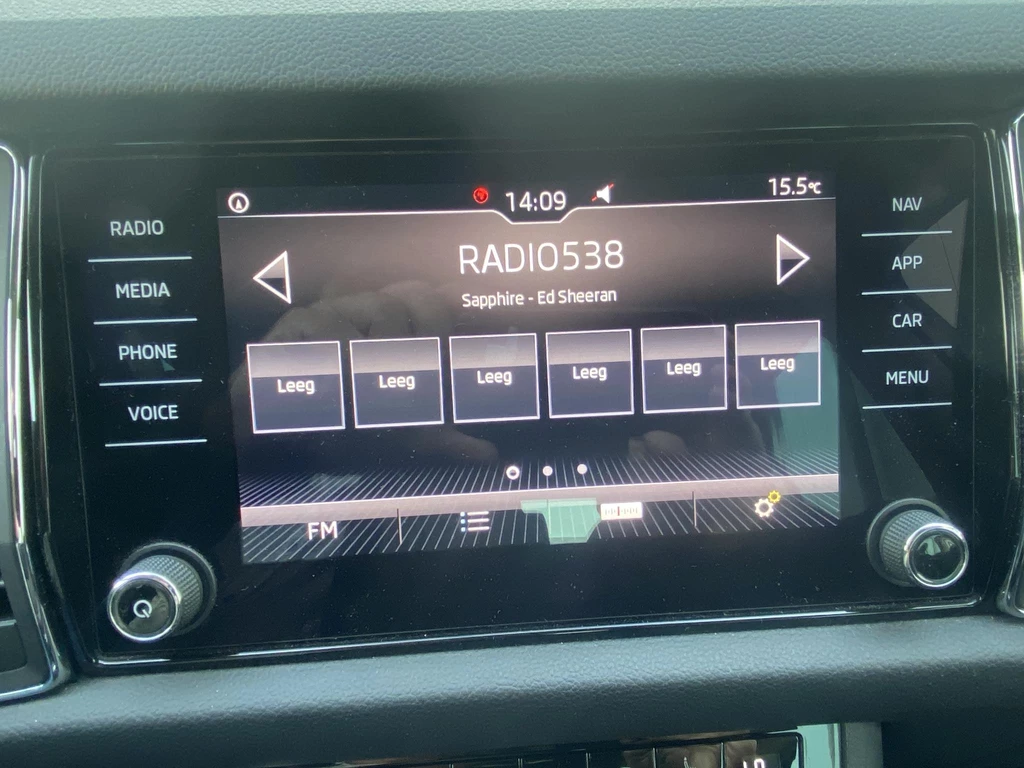 14:09
15.5°C
RADIO
MEDIA
PHONE
VOICE
RADIO538
Sapphire - Ed Sheeran
Leeg Leeg Leeg Leeg Leeg Leeg
FM
NAV
APP
CAR
MENU